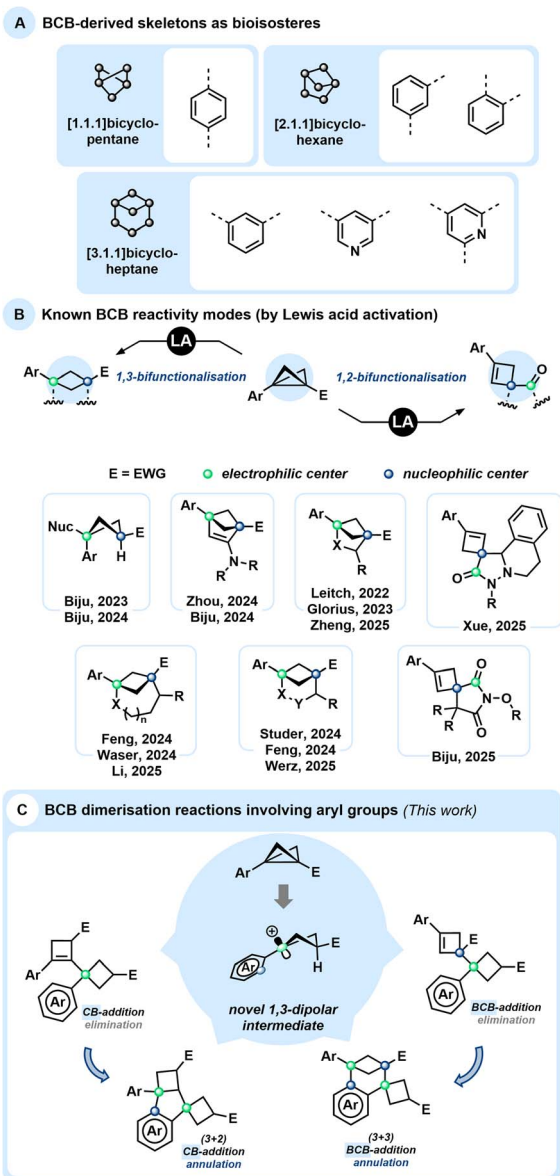 A BCB-derived skeletons as bioisosteres
[1.1.1]bicyclo-
pentane
[2.1.1]bicyclo-
hexane
[3.1.1]bicyclo-
heptane
N
N
B Known BCB reactivity modes (by Lewis acid activation)
LA
Ar E
1,3-bifunctionalisation
Ar E
1,2-bifunctionalisation
Ar
O
LA
E = EWG electrophilic center nucleophilic center
Nuc
E
Ar H
Biju, 2023
Biju, 2024
Ar
E
N
R R
Zhou, 2024
Biju, 2024
Ar
E
X
R
Leitch, 2022
Glorius, 2023
Zheng, 2025
Ar
O
N
N
R
Xue, 2025
Ar
E
X
R
n
Feng, 2024
Waser, 2024
Li, 2025
Ar
E
X
Y
R
Studer, 2024
Feng, 2024
Werz, 2025
Ar
O
N
O
R
R
R
O
Biju, 2025
C BCB dimerisation reactions involving aryl groups (This work)
Ar E
E
Ar
E
Ar
CB-addition
elimination
+
E
Ar
H
novel 1,3-dipolar
intermediate
Ar
E
E
Ar
BCB-addition
elimination
E
Ar
E
Ar
(3+2)
CB-addition
annulation
Ar
E
E
Ar
(3+3)
BCB-addition
annulation